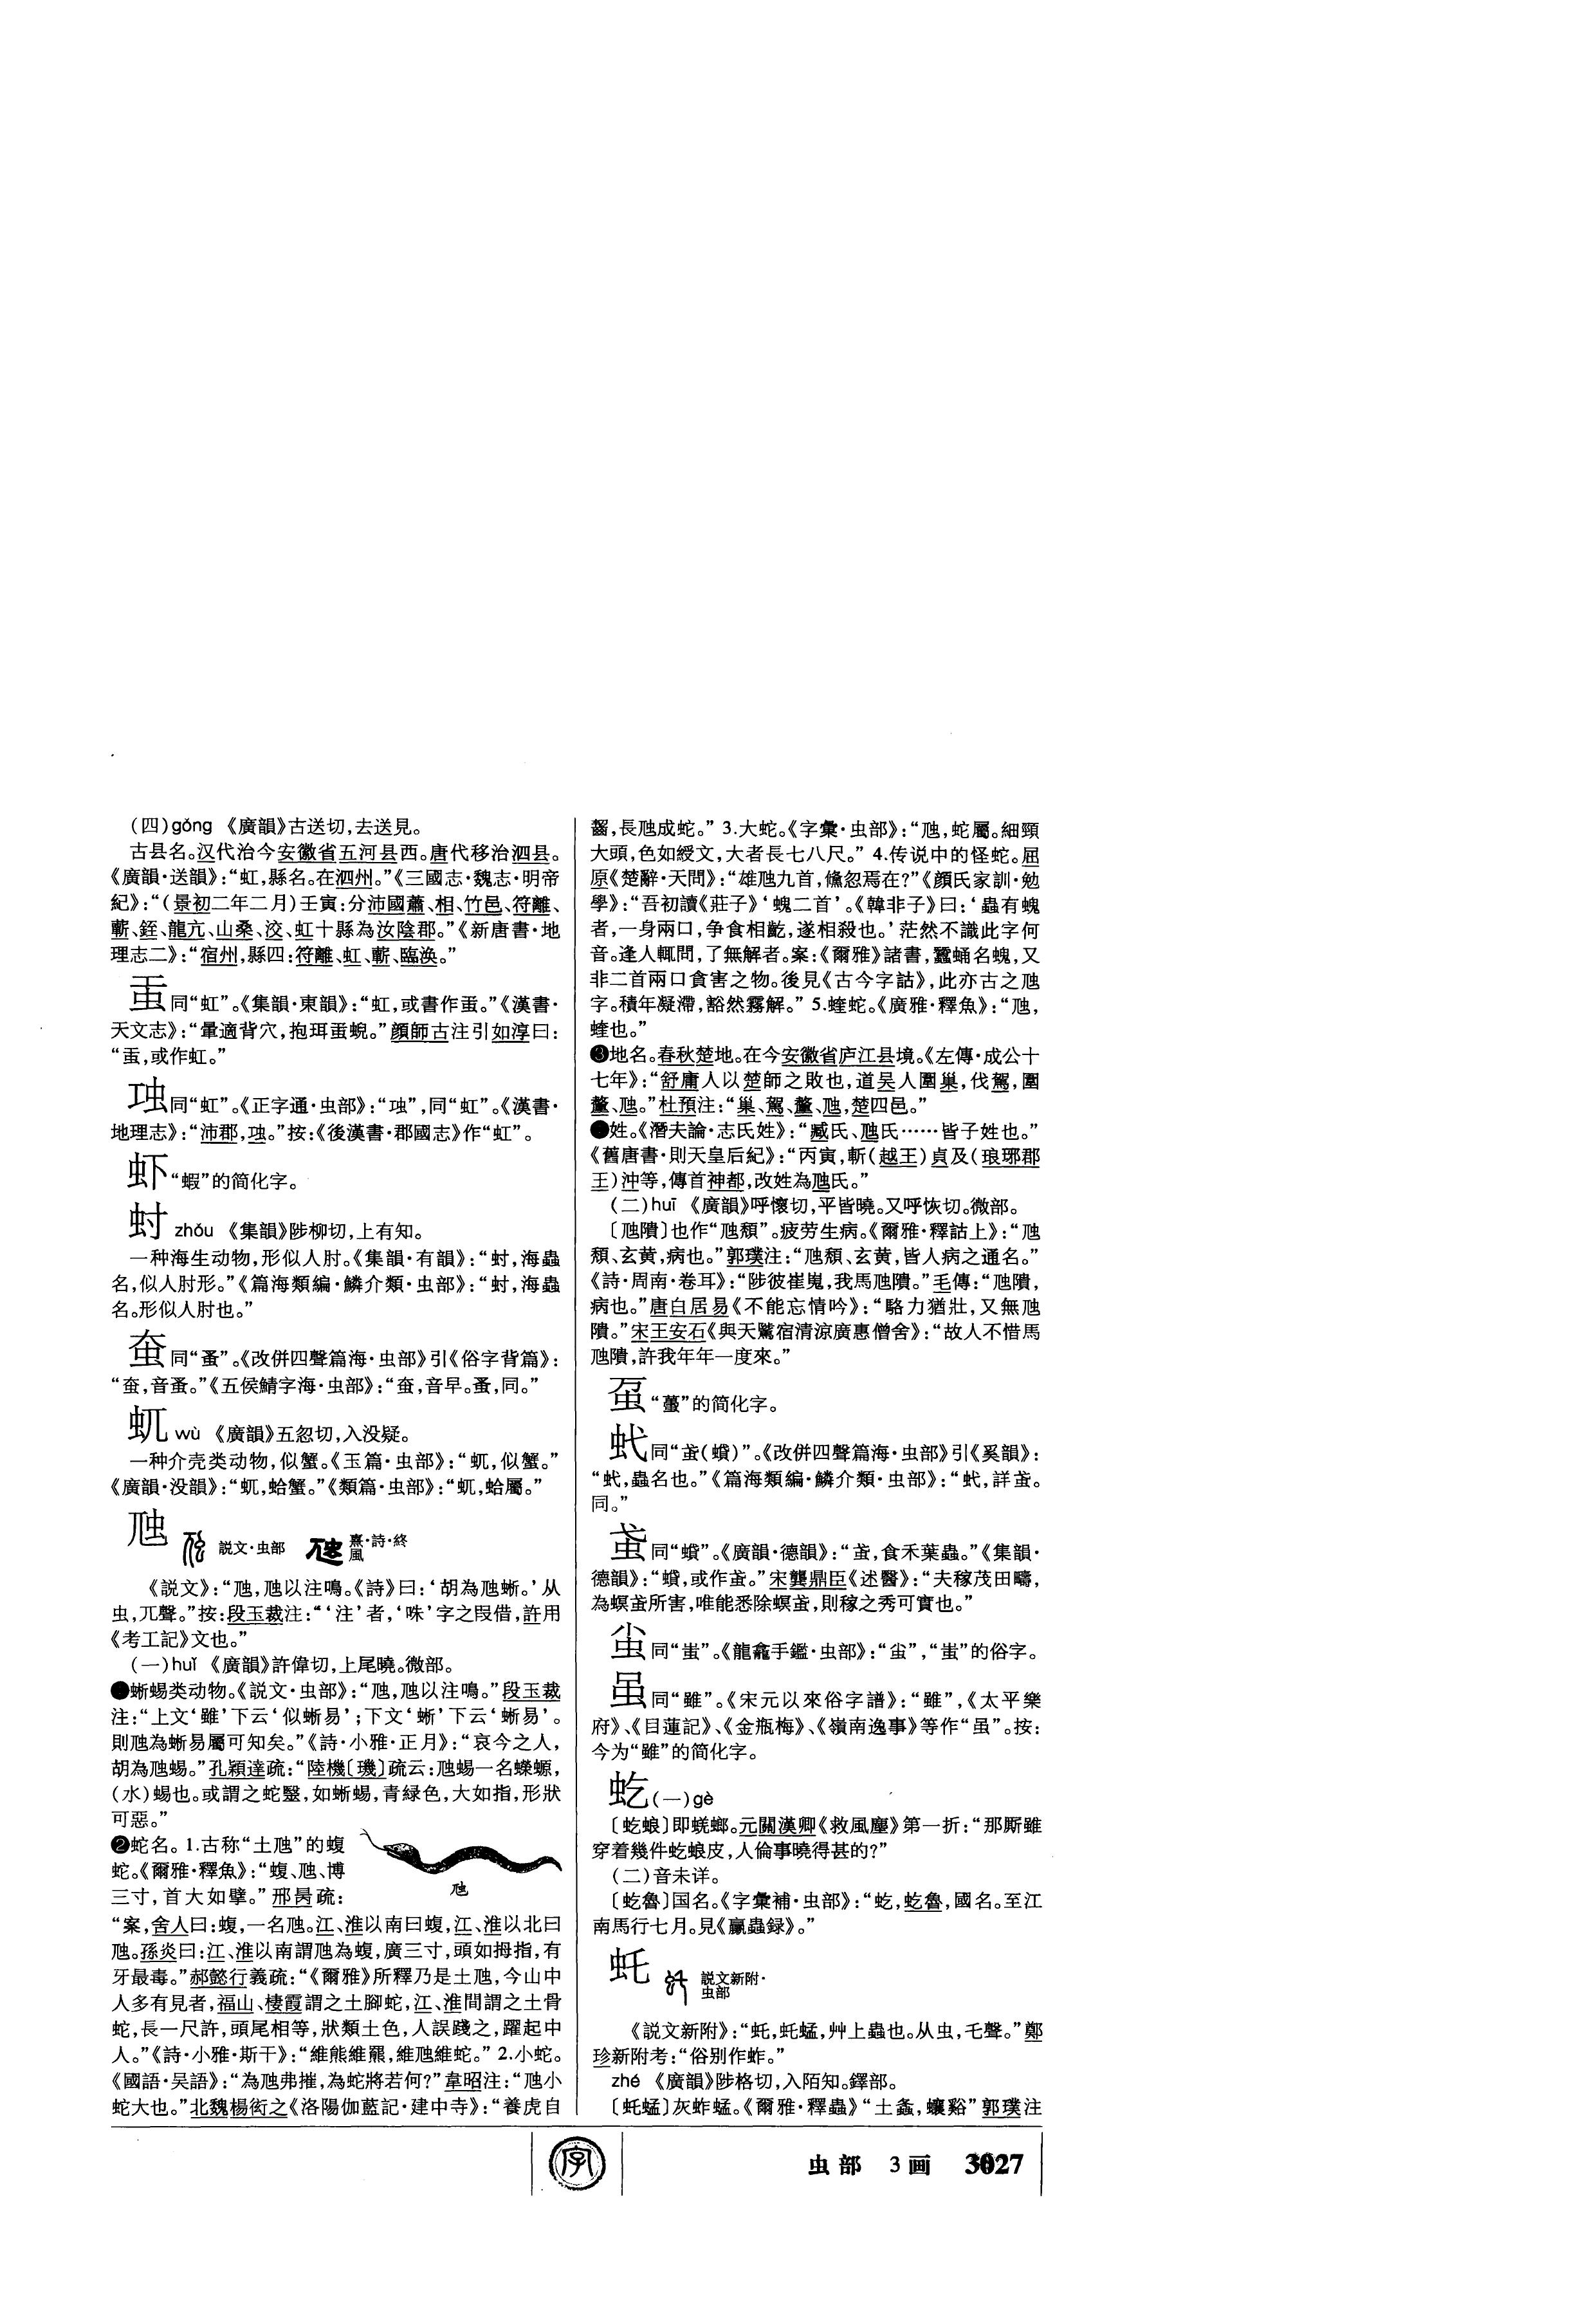 (四)gǒng 《廣韻》古送切,去送見。
古县名。汉代治今安徽省五河县西。唐代移治泗县。
《廣韻·送韻》:“虹,縣名。在泗州。”《三國志·魏志·明帝
紀》:“(景初二年二月)壬寅:分沛國蕭、相、竹邑、符離、
蘄、銍、龍亢、山桑、洨、虹十縣為汝陰郡。”《新唐書·地
理志二》:“宿州,縣四:符離、虹、蘄、臨涣。”
䖝同“虹”。《集韻·東韻》:“虹,或書作蚕。”《漢書·
天文志》:“暈適背穴,抱珥蚕蜺。”顔師古注引如淳曰:
“或作虹。”
同“虹”。《正字通·虫部》:“同“虹”。《漢書·
地理志》:“沛郡,”按:《後漢書·郡國志》作“虹”。
虾“蝦”的简化字。
虸 zhǒu 《集韻》陟柳切,上有知。
一种海生动物,形似人肘。《集韻·有韻》:“海蟲
名,似人肘形。”《篇海類編·鱗介類·虫部》:“海蟲
名。形似人肘也。”
同“蚤”。《改併四聲篇海·虫部》引《俗字背篇》:
“音蚤。”《五侯鯖字海·虫部》:“音早。蚤,同。”
虼 wù 《廣韻》五忽切,入没疑。
一种介壳类动物,似蟹。《玉篇·虫部》:“似蟹。”
《廣韻·没韻》:“蛤蟹。”《類篇·虫部》:“蛤屬。”
虺 説文·虫部 熹·詩·終風
《説文》:“虺,虺以注鳴。《詩》曰:‘胡為虺蜥。’从
虫,兀聲。”按:段玉裁注:“‘注’者,‘咮’字之叚借,許用
《考工記》文也。”
(一)huǐ 《廣韻》許偉切,上尾曉。微部。
❶蜥蜴类动物。《説文·虫部》:“虺,虺以注鳴。”段玉裁
注:“上文‘雖’下云‘似蜥易’;下文‘蜥’下云‘蜥易’。
則虺為蜥易屬可知矣。”《詩·小雅·正月》:“哀今之人,
胡為虺蜴。”孔穎達疏:“陸機〔璣〕疏云:虺蜴一名蠑螈,
(水)蜴也。或謂之蛇醫,如蜥蜴,青緑色,大如指,形狀
可惡。”
❷蛇名。1.古称“土虺”的蝮
蛇。《爾雅·釋魚》:“蝮、虺,博
三寸,首大如擘。”邢昺疏:
虺
“案,舍人曰:蝮,一名虺。江、淮以南曰蝮,江、淮以北曰
虺。孫炎曰:江、淮以南謂虺為蝮,廣三寸,頭如拇指,有
牙最毒。”郝懿行義疏:“《爾雅》所釋乃是土虺,今山中
人多有見者,福山、棲霞謂之土腳蛇,江、淮間謂之土骨
蛇,長一尺許,頭尾相等,狀類土色,人誤踐之,躍起中
人。”《詩·小雅·斯干》:“維熊維羆,維虺維蛇。” 2.小蛇。
《國語·吴語》:“為虺弗摧,為蛇將若何?”韋昭注:“虺小
蛇大也。”北魏楊衒之《洛陽伽藍記·建中寺》:“養虎自
齧,長虺成蛇。” 3.大蛇。《字彙·虫部》:“虺,蛇屬。細頸
大頭,色如綬文,大者長七八尺。” 4.传说中的怪蛇。屈
原《楚辭·天問》:“雄虺九首,儵忽焉在?”《顔氏家訓·勉
學》:“吾初讀《莊子》‘螝二首’。《韓非子》曰:‘蟲有螝
者,一身兩口,争食相齕,遂相殺也。’茫然不識此字何
音。逢人輒問,了無解者。案:《爾雅》諸書,蠶蛹名螝,又
非二首兩口貪害之物。後見《古今字詁》,此亦古之虺
字。積年凝滯,豁然霧解。” 5.蝰蛇。《廣雅·釋魚》:“虺,
蝰也。”
❸地名。春秋楚地。在今安徽省庐江县境。《左傳·成公十
七年》:“舒庸人以楚師之敗也,道吴人圍巢,伐駕,圍
釐、虺。”杜預注:“巢、駕、釐、虺,楚四邑。”
❹姓。《潛夫論·志氏姓》:“臧氏、虺氏……皆子姓也。”
《舊唐書·則天皇后紀》:“丙寅,斬(越王)貞及(琅邪郡
王)沖等,傳首神都,改姓為虺氏。”
(二)huī 《廣韻》呼懷切,平皆曉。又呼恢切。微部。
〔虺隤〕也作“虺頹”。疲劳生病。《爾雅·釋詁上》:“虺
頹、玄黄,病也。”郭璞注:“虺頹、玄黄,皆人病之通名。”
《詩·周南·卷耳》:“陟彼崔嵬,我馬虺隤。”毛傳:“虺隤,
病也。”唐白居易《不能忘情吟》:“駱力猶壯,又無虺
隤。”宋王安石《與天騭宿清涼廣惠僧舍》:“故人不惜馬
虺隤,許我年年一度來。”
虿“蠆”的简化字。
同“蟘”。《改併四聲篇海·虫部》引《奚韻》:
“蟲名也。”《篇海類編·鱗介類·虫部》:
同。”
同“蟘”。《廣韻·德韻》:“食禾葉蟲。”《集韻·
德韻》:“蟘,或作”宋龔鼎臣《述醫》:“夫稼茂田疇,
為螟所害,唯能悉除螟則稼之秀可實也。”
同“蚩”。《龍龕手鑑·虫部》:“蚩”的俗字。
虽同“雖”。《宋元以來俗字譜》:“雖”,《太平樂
府》、《目蓮記》、《金瓶梅》、《嶺南逸事》等作“虽”。按:
今为“雖”的简化字。
虼(一)gè
〔虼蜋〕即蜣螂。元關漢卿《救風塵》第一折:“那厮雖
穿着幾件虼蜋皮,人倫事曉得甚的?”
(二)音未详。
〔虼魯〕国名。《字彙補·虫部》:“虼,虼魯,國名。至江
南馬行七月。見《臝蟲録》。”
虴 説文新附·虫部
《説文新附》:“虴,虴蜢,艸上蟲也。从虫,乇聲。”鄭
珍新附考:“俗别作蚱。”
zhé 《廣韻》陟格切,入陌知。鐸部。
〔虴蜢〕灰蚱蜢。《爾雅·釋蟲》“土螽,蠰谿”郭璞注
字
虫部 3画 3027